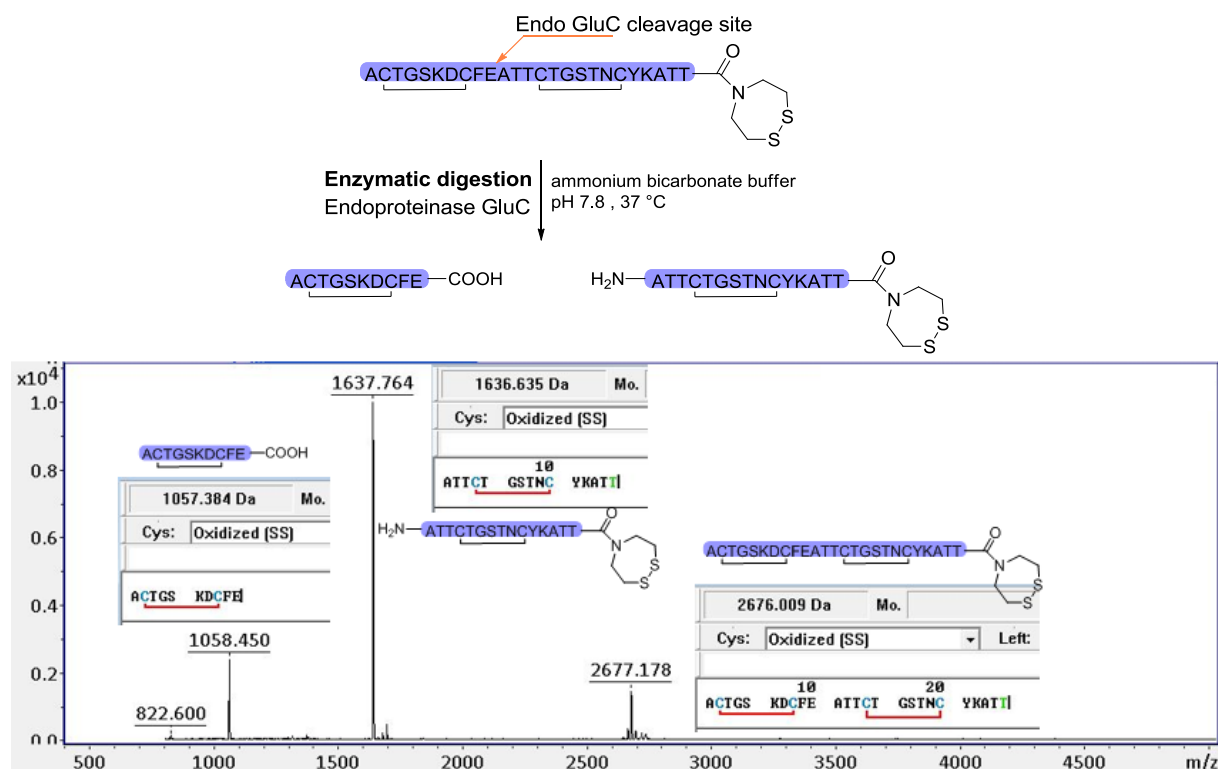 Endo GluC cleavage site
ACTGSKDCFEATTCTGSTNCYKATT
O
N
S
S
Enzymatic digestion
Endoproteinase GluC
ammonium bicarbonate buffer
pH 7.8 , 37 °C
ACTGSKDCFE COOH
H₂N ATTCTGSTNCYKATT
O
N
S
S
x10⁴
1.0
0.8
0.6
0.4
0.2
0.0
1637.764
1636.635 Da Mo.
Cys: Oxidized (SS)
10
ATTCT GSTNC YKATT
ACTGSKDCFE COOH
1057.384 Da Mo.
Cys: Oxidized (SS)
ACTGS KDCFE
H₂N ATTCTGSTNCYKATT
O
N
S
S
ACTGSKDCFEATTCTGSTNCYKATT
O
N
S
S
2676.009 Da Mo.
Cys: Oxidized (SS) Left:
10 20
ACTGS KDCFE ATTCT GSTNC YKATT
1058.450
822.600
2677.178
500 1000 1500 2000 2500 3000 3500 4000 4500 m/z